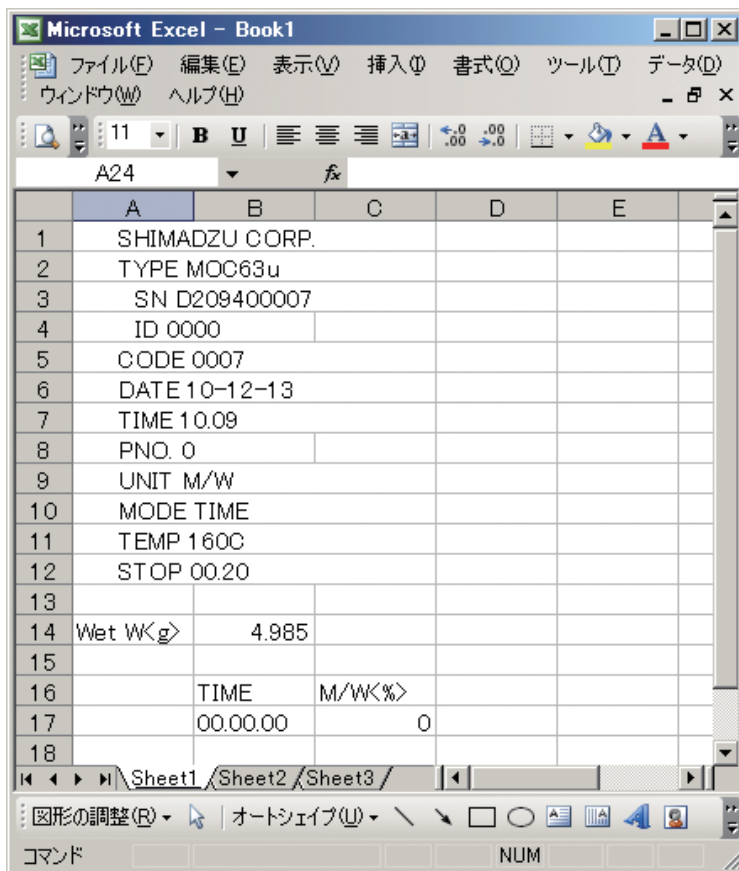 Microsoft Excel - Book1
ファイル(F) 編集(E) 表示(V) 挿入(I) 書式(O) ツール(T) データ(D)
ウィンドウ(W) ヘルプ(H)
11 B U A
A24 fx
A B C D E
1 SHIMADZU CORP.
2 TYPE MOC63u
3 SN D209400007
4 ID 0000
5 CODE 0007
6 DATE 10-12-13
7 TIME 10.09
8 PNO. 0
9 UNIT M/W
10 MODE TIME
11 TEMP 160C
12 STOP 00.20
13
14 Wet W<g> 4.985
15
16 TIME M/W<%>
17 00.00.00 0
18
Sheet1 Sheet2 Sheet3
図形の調整(R) オートシェイプ(U)
コマンド NUM